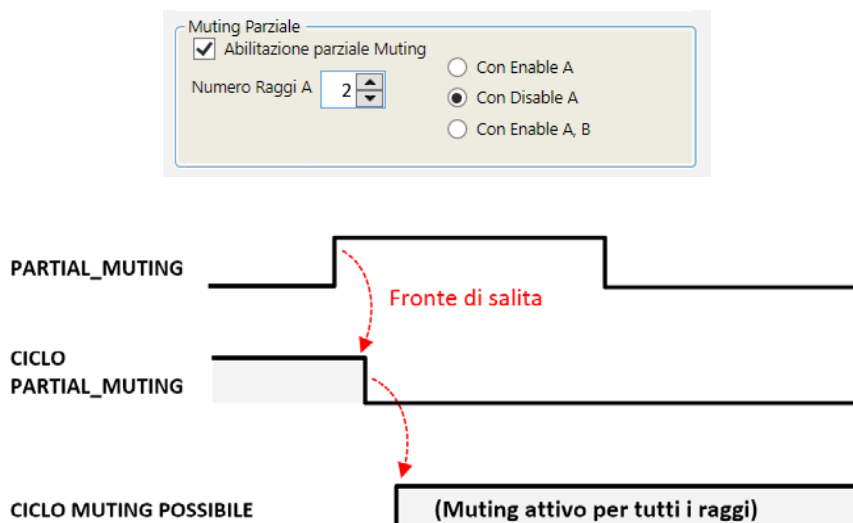 Muting Parziale
Abilitazione parziale Muting
Numero Raggi A 2
Con Enable A
Con Disable A
Con Enable A, B
PARTIAL_MUTING
Fronte di salita
CICLO
PARTIAL_MUTING
CICLO MUTING POSSIBILE (Muting attivo per tutti i raggi)